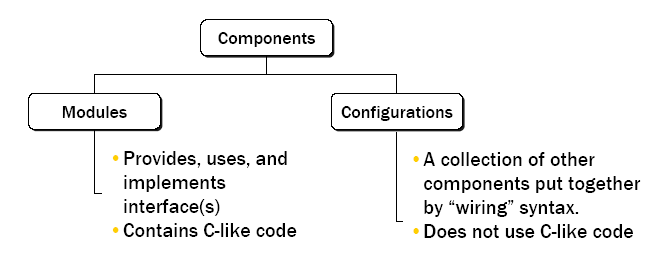 Components
Modules
Configurations
• Provides, uses, and
implements
interface(s)
• Contains C-like code
• A collection of other
components put together
by “wiring” syntax.
• Does not use C-like code